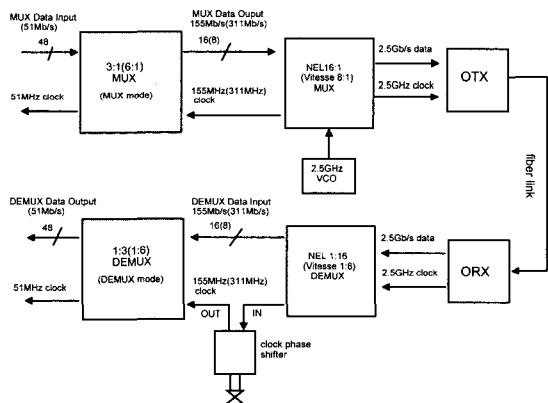 MUX Data Input
(51Mb/s)
48
MUX Data Ouput
155Mb/s(311Mb/s)
16(8)
3:1(6:1)
MUX
(MUX mode)
51MHz clock
155MHz(311MHz)
clock
NEL16:1
(Vitesse 8:1)
MUX
2.5Gb/s data
2.5GHz clock
OTX
2.5GHz
VCO
fiber link
DEMUX Data Output
(51Mb/s)
48
DEMUX Data Input
155Mb/s(311Mb/s)
16(8)
1:3(1:6)
DEMUX
(DEMUX mode)
51MHz clock
155MHz(311MHz)
clock
OUT
IN
NEL 1:16
(Vitesse 1:8)
DEMUX
2.5Gb/s data
2.5GHz clock
ORX
clock phase
shifter